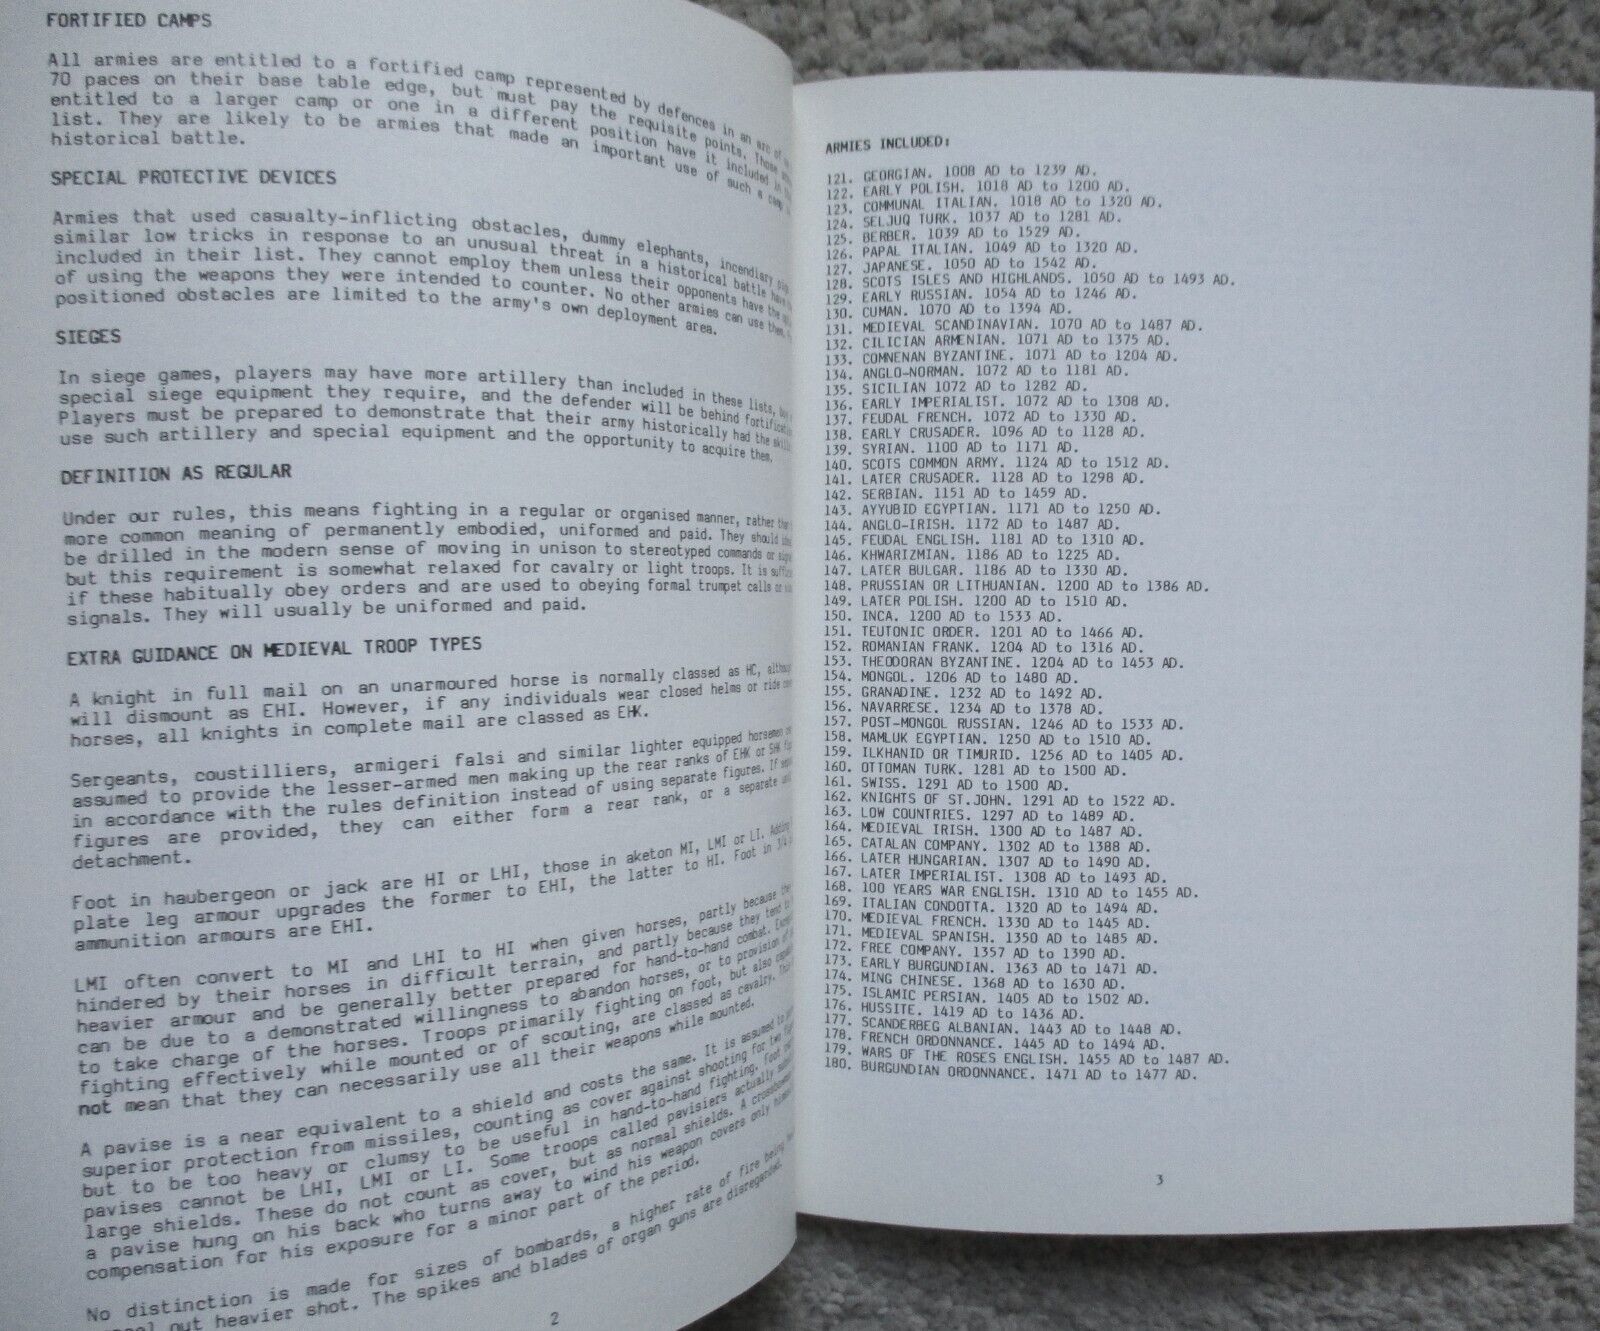 FORTIFIED CAMPS
All armies are entitled to a fortified camp represented by defences in an arc of
70 paces on their base table edge, but must pay the requisite points. Those
entitled to a larger camp or one in a different position have it included in
list. They are likely to be armies that made an important use of such a camp
historical battle.
SPECIAL PROTECTIVE DEVICES
Armies that used casualty-inflicting obstacles, dummy elephants, incendiary
similar low tricks in response to an unusual threat in a historical battle have
included in their list. They cannot employ them unless their opponents have the
of using the weapons they were intended to counter. No other armies can use them.
positioned obstacles are limited to the army's own deployment area.
SIEGES
In siege games, players may have more artillery than included in these lists,
special siege equipment they require, and the defender will be behind
Players must be prepared to demonstrate that their army historically had the
use such artillery and special equipment and the opportunity to acquire them.
DEFINITION AS REGULAR
Under our rules, this means fighting in a regular or organised manner, rather
more common meaning of permanently embodied, uniformed and paid. They should
be drilled in the modern sense of moving in unison to stereotyped commands or
but this requirement is somewhat relaxed for cavalry or light troops. It is
if these habitually obey orders and are used to obeying formal trumpet calls or
signals. They will usually be uniformed and paid.
EXTRA GUIDANCE ON MEDIEVAL TROOP TYPES
A knight in full mail on an unarmoured horse is normally classed as HC,
will dismount as EHI. However, if any individuals wear closed helms or ride
horses, all knights in complete mail are classed as EHK.
Sergeants, coustilliers, armigeri falsi and similar lighter equipped horsemen
assumed to provide the lesser-armed men making up the rear ranks of EHK or SHK
in accordance with the rules definition instead of using separate figures. If
figures are provided, they can either form a rear rank, or a separate
detachment.
Foot in haubergeon or jack are HI or LHI, those in aketon MI, LMI or LI. Adding
plate leg armour upgrades the former to EHI, the latter to HI. Foot in 3/4
ammunition armours are EHI.
LMI often convert to MI and LHI to HI when given horses, partly because
hindered by their horses in difficult terrain, and partly because they tend to
heavier armour and be generally better prepared for hand-to-hand combat.
can be due to a demonstrated willingness to abandon horses, or to provision of
to take charge of the horses. Troops primarily fighting on foot, but also
fighting effectively while mounted or of scouting, are classed as cavalry.
not mean that they can necessarily use all their weapons while mounted.
A pavise is a near equivalent to a shield and costs the same. It is assumed to
superior protection from missiles, counting as cover against shooting for two
but to be too heavy or clumsy to be useful in hand-to-hand fighting. Foot
pavises cannot be LHI, LMI or LI. Some troops called pavisiers actually
large shields. These do not count as cover, but as normal shields. A
a pavise hung on his back who turns away to wind his weapon covers only
compensation for his exposure for a minor part of the period.
No distinction is made for sizes of bombards, a higher rate of fire being
out heavier shot. The spikes and blades of organ guns are disregarded.
2
ARMIES INCLUDED:
121. GEORGIAN. 1008 AD to 1239 AD.
122. EARLY POLISH. 1018 AD to 1200 AD.
123. COMMUNAL ITALIAN. 1018 AD to 1320 AD.
124. SELJUQ TURK. 1037 AD to 1281 AD.
125. BERBER. 1039 AD to 1529 AD.
126. PAPAL ITALIAN. 1049 AD to 1320 AD.
127. JAPANESE. 1050 AD to 1542 AD.
128. SCOTS ISLES AND HIGHLANDS. 1050 AD to 1493 AD.
129. EARLY RUSSIAN. 1054 AD to 1246 AD.
130. CUMAN. 1070 AD to 1394 AD.
131. MEDIEVAL SCANDINAVIAN. 1070 AD to 1487 AD.
132. CILICIAN ARMENIAN. 1071 AD to 1375 AD.
133. COMNENAN BYZANTINE. 1071 AD to 1204 AD.
134. ANGLO-NORMAN. 1072 AD to 1181 AD.
135. SICILIAN 1072 AD to 1282 AD.
136. EARLY IMPERIALIST. 1072 AD to 1308 AD.
137. FEUDAL FRENCH. 1072 AD to 1330 AD.
138. EARLY CRUSADER. 1096 AD to 1128 AD.
139. SYRIAN. 1100 AD to 1171 AD.
140. SCOTS COMMON ARMY. 1124 AD to 1512 AD.
141. LATER CRUSADER. 1128 AD to 1298 AD.
142. SERBIAN. 1151 AD to 1459 AD.
143. AYYUBID EGYPTIAN. 1171 AD to 1250 AD.
144. ANGLO-IRISH. 1172 AD to 1487 AD.
145. FEUDAL ENGLISH. 1181 AD to 1310 AD.
146. KHWARIZMIAN. 1186 AD to 1225 AD.
147. LATER BULGAR. 1186 AD to 1330 AD.
148. PRUSSIAN OR LITHUANIAN. 1200 AD to 1386 AD.
149. LATER POLISH. 1200 AD to 1510 AD.
150. INCA. 1200 AD to 1533 AD.
151. TEUTONIC ORDER. 1201 AD to 1466 AD.
152. ROMANIAN FRANK. 1204 AD to 1316 AD.
153. THEODORAN BYZANTINE. 1204 AD to 1453 AD.
154. MONGOL. 1206 AD to 1480 AD.
155. GRANADINE. 1232 AD to 1492 AD.
156. NAVARRESE. 1234 AD to 1378 AD.
157. POST-MONGOL RUSSIAN. 1246 AD to 1533 AD.
158. MAMLUK EGYPTIAN. 1250 AD to 1510 AD.
159. ILKHANID OR TIMURID. 1256 AD to 1405 AD.
160. OTTOMAN TURK. 1281 AD to 1500 AD.
161. SWISS. 1291 AD to 1500 AD.
162. KNIGHTS OF ST.JOHN. 1291 AD to 1522 AD.
163. LOW COUNTRIES. 1297 AD to 1489 AD.
164. MEDIEVAL IRISH. 1300 AD to 1487 AD.
165. CATALAN COMPANY. 1302 AD to 1388 AD.
166. LATER HUNGARIAN. 1307 AD to 1490 AD.
167. LATER IMPERIALIST. 1308 AD to 1493 AD.
168. 100 YEARS WAR ENGLISH. 1310 AD to 1455 AD.
169. ITALIAN CONDOTTA. 1320 AD to 1494 AD.
170. MEDIEVAL FRENCH. 1330 AD to 1445 AD.
171. MEDIEVAL SPANISH. 1350 AD to 1485 AD.
172. FREE COMPANY. 1357 AD to 1390 AD.
173. EARLY BURGUNDIAN. 1363 AD to 1471 AD.
174. MING CHINESE. 1368 AD to 1630 AD.
175. ISLAMIC PERSIAN. 1405 AD to 1502 AD.
176. HUSSITE. 1419 AD to 1436 AD.
177. SCANDERBEG ALBANIAN. 1443 AD to 1448 AD.
178. FRENCH ORDONNANCE. 1445 AD to 1494 AD.
179. WARS OF THE ROSES ENGLISH. 1455 AD to 1487 AD.
180. BURGUNDIAN ORDONNANCE. 1471 AD to 1477 AD.
3